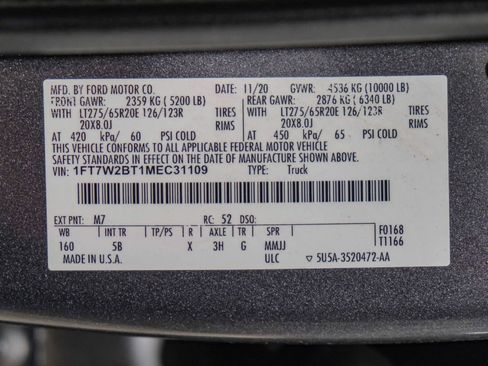 MFD. BY FORD MOTOR CO. 11/20 GVWR: 4536 KG (10000 LB)
FRONT GAWR: 2359 KG (5200 LB) REAR GAWR: 2876 KG (6340 LB)
WITH LT275/65R20E 126/123R TIRES WITH LT275/65R20E 126/123R TIRES
20X8.0J RIMS 20X8.0J RIMS
AT 420 kPa/ 60 PSI COLD AT 450 kPa/ 65 PSI COLD
THIS VEHICLE CONFORMS TO ALL APPLICABLE FEDERAL MOTOR VEHICLE
SAFETY STANDARDS IN EFFECT ON THE DATE OF MANUFACTURE SHOWN ABOVE.
VIN: 1FT7W2BT1MEC31109 TYPE: Truck
EXT PNT: M7 RC: 52 DSO: F0168
WB INT TR TP/PS R AXLE TR SPR T1166
160 5B X 3H G MMJJ
MADE IN U.S.A. ULC ▽ 5U5A-3520472-AA